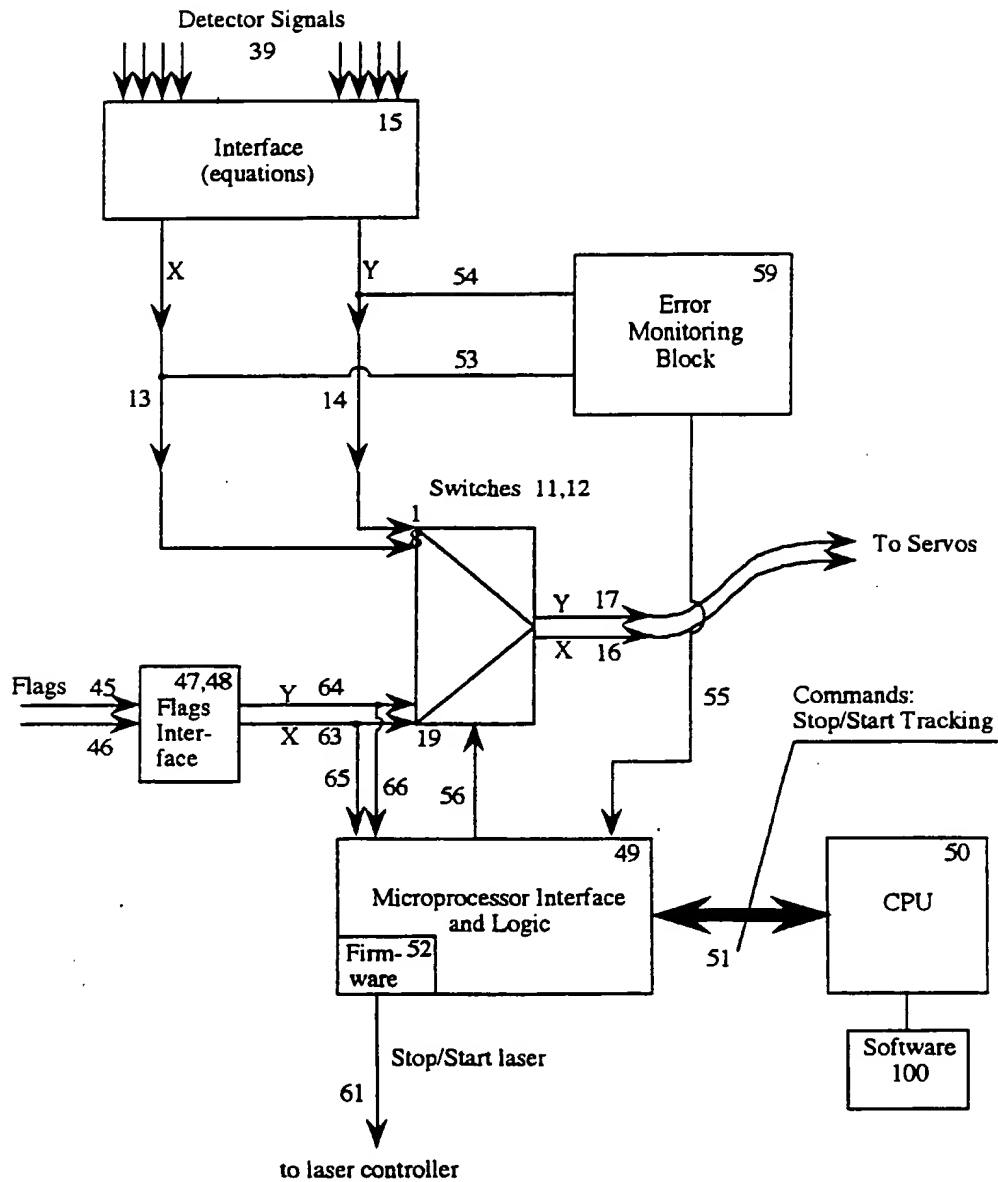 Detector Signals
39
15
Interface
(equations)
X
Y
54
59
Error
Monitoring
Block
53
13
14
Switches 11,12
1
8
To Servos
Y 17
X 16
Flags 45
46
47,48
Flags
Inter-
face
Y 64
X 63
19
65
66
56
55
Commands:
Stop/Start Tracking
49
Microprocessor Interface
and Logic
Firm-
ware
52
51
50
CPU
Software
100
Stop/Start laser
61
to laser controller